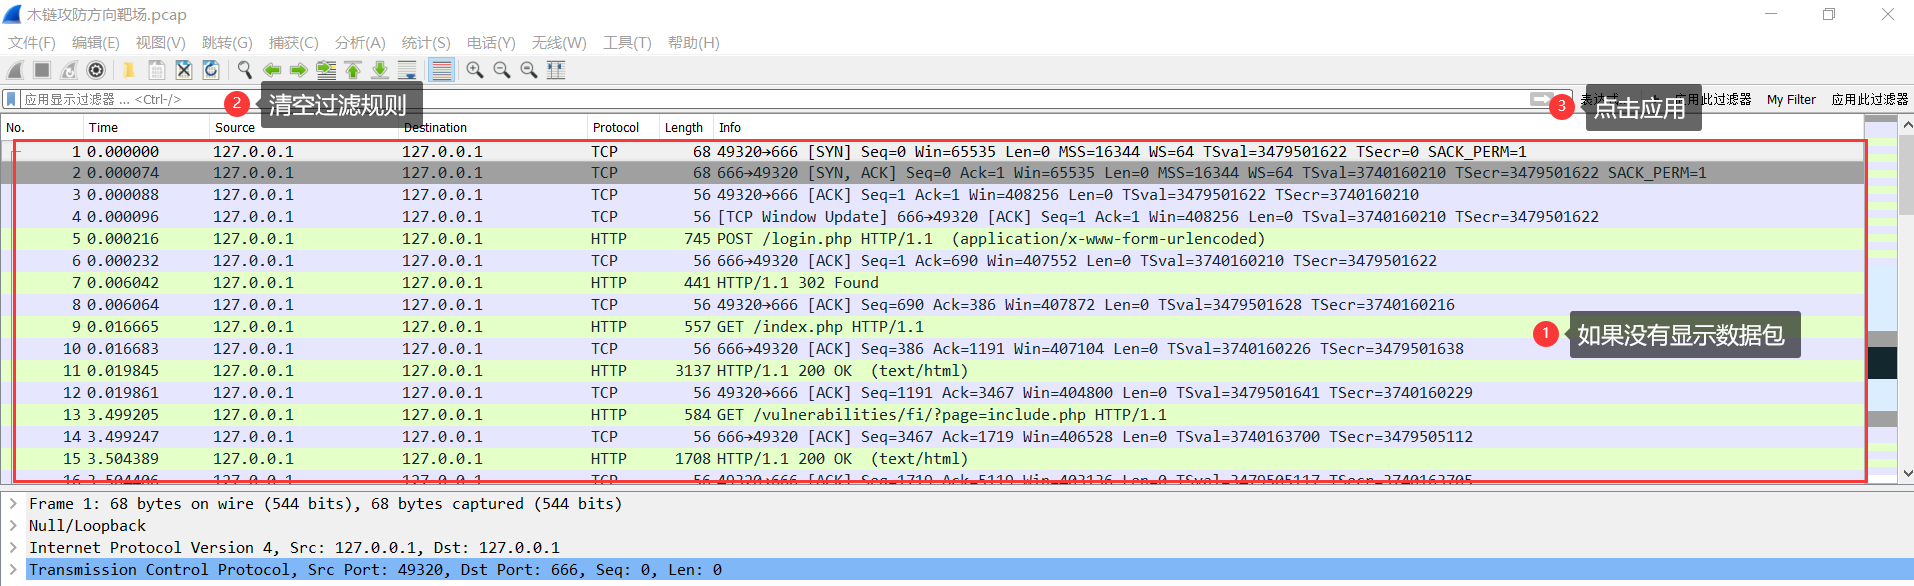 木链攻防方向靶场.pcap
文件(F) 编辑(E) 视图(V) 跳转(G) 捕获(C) 分析(A) 统计(S) 电话(Y) 无线(W) 工具(T) 帮助(H)
应用显示过滤器 … <Ctrl-/> 2 清空过滤规则 3 点击应用 应用此过滤器 My Filter 应用此过滤器
No. Time Source Destination Protocol Length Info
1 0.000000 127.0.0.1 127.0.0.1 TCP 68 49320→666 [SYN] Seq=0 Win=65535 Len=0 MSS=16344 WS=64 TSval=3479501622 TSecr=0 SACK_PERM=1
2 0.000074 127.0.0.1 127.0.0.1 TCP 68 666→49320 [SYN, ACK] Seq=0 Ack=1 Win=65535 Len=0 MSS=16344 WS=64 TSval=3740160210 TSecr=3479501622 SACK_PERM=1
3 0.000088 127.0.0.1 127.0.0.1 TCP 56 49320→666 [ACK] Seq=1 Ack=1 Win=408256 Len=0 TSval=3479501622 TSecr=3740160210
4 0.000096 127.0.0.1 127.0.0.1 TCP 56 [TCP Window Update] 666→49320 [ACK] Seq=1 Ack=1 Win=408256 Len=0 TSval=3740160210 TSecr=3479501622
5 0.000216 127.0.0.1 127.0.0.1 HTTP 745 POST /login.php HTTP/1.1 (application/x-www-form-urlencoded)
6 0.000232 127.0.0.1 127.0.0.1 TCP 56 666→49320 [ACK] Seq=1 Ack=690 Win=407552 Len=0 TSval=3740160210 TSecr=3479501622
7 0.006042 127.0.0.1 127.0.0.1 HTTP 441 HTTP/1.1 302 Found
8 0.006064 127.0.0.1 127.0.0.1 TCP 56 49320→666 [ACK] Seq=690 Ack=386 Win=407872 Len=0 TSval=3479501628 TSecr=3740160216
9 0.016665 127.0.0.1 127.0.0.1 HTTP 557 GET /index.php HTTP/1.1
1 如果没有显示数据包
10 0.016683 127.0.0.1 127.0.0.1 TCP 56 666→49320 [ACK] Seq=386 Ack=1191 Win=407104 Len=0 TSval=3740160226 TSecr=3479501638
11 0.019845 127.0.0.1 127.0.0.1 HTTP 3137 HTTP/1.1 200 OK (text/html)
12 0.019861 127.0.0.1 127.0.0.1 TCP 56 49320→666 [ACK] Seq=1191 Ack=3467 Win=404800 Len=0 TSval=3479501641 TSecr=3740160229
13 3.499205 127.0.0.1 127.0.0.1 HTTP 584 GET /vulnerabilities/fi/?page=include.php HTTP/1.1
14 3.499247 127.0.0.1 127.0.0.1 TCP 56 666→49320 [ACK] Seq=3467 Ack=1719 Win=406528 Len=0 TSval=3740163700 TSecr=3479505112
15 3.504389 127.0.0.1 127.0.0.1 HTTP 1708 HTTP/1.1 200 OK (text/html)
16 3.504406 127.0.0.1 127.0.0.1 TCP 56 49320→666 [ACK] Seq=1719 Ack=5119 Win=403136 Len=0 TSval=3479505117 TSecr=3740163705
Frame 1: 68 bytes on wire (544 bits), 68 bytes captured (544 bits)
Null/Loopback
Internet Protocol Version 4, Src: 127.0.0.1, Dst: 127.0.0.1
Transmission Control Protocol, Src Port: 49320, Dst Port: 666, Seq: 0, Len: 0